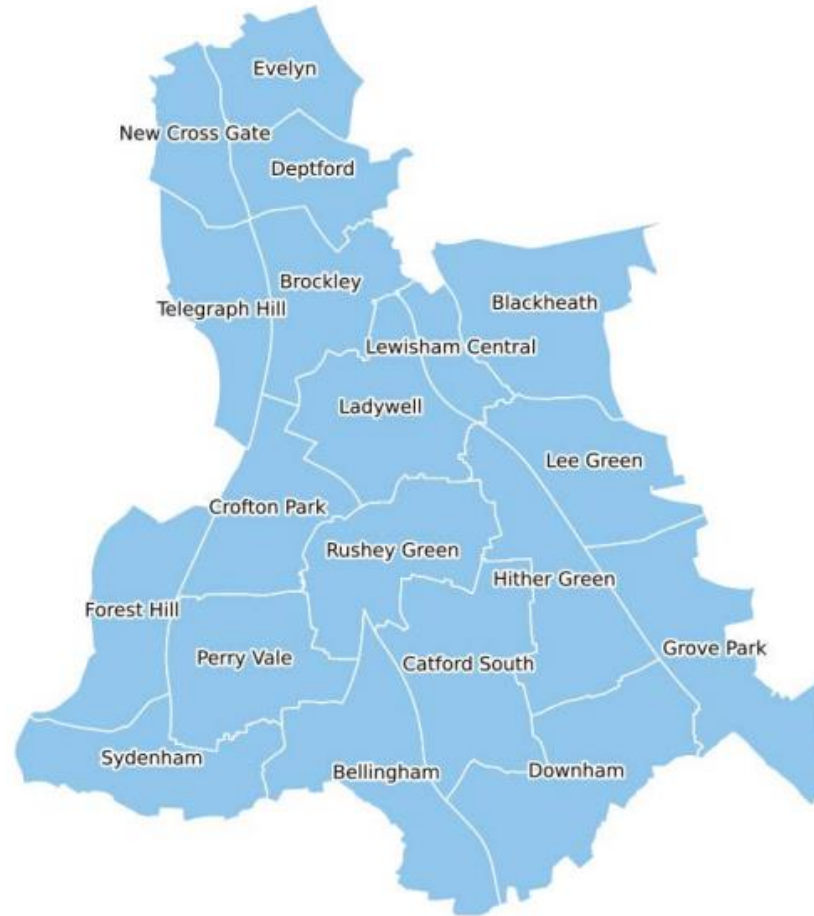 Evelyn
New Cross Gate
Deptford
Brockley
Telegraph Hill
Blackheath
Lewisham Central
Ladywell
Lee Green
Crofton Park
Rushey Green
Hither Green
Forest Hill
Grove Park
Perry Vale
Catford South
Sydenham
Bellingham
Downham